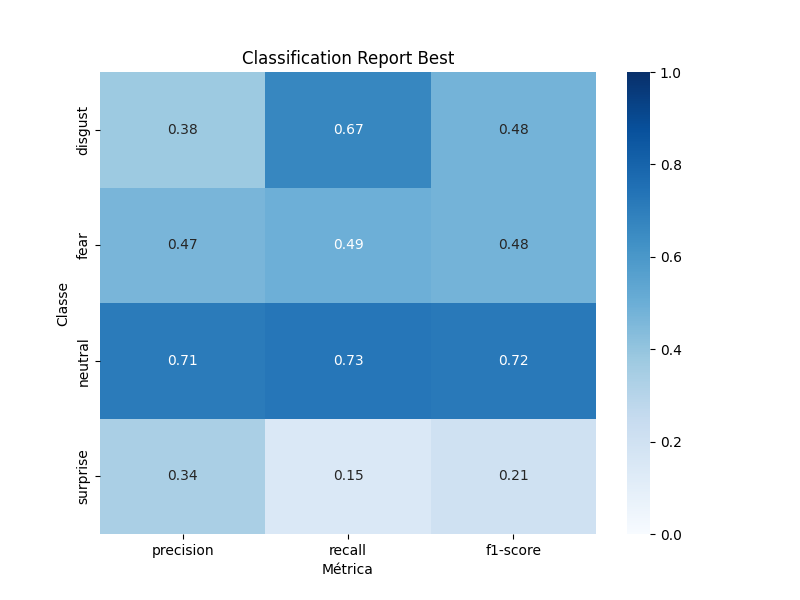 Classification Report Best
Classe
disgust 0.38 0.67 0.48
fear 0.47 0.49 0.48
neutral 0.71 0.73 0.72
surprise 0.34 0.15 0.21
precision recall f1-score
Métrica
1.0
0.8
0.6
0.4
0.2
0.0